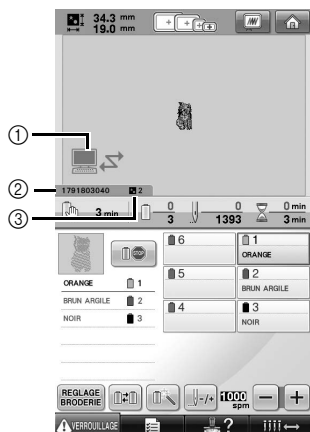 34.3 mm
19.0 mm
①
②
③
1791803040 2
3 min 0 3 0 1393 0 min 3 min
6 1 ORANGE
STOP
ORANGE 1
BRUN ARGILE 2
NOIR 3
5 2 BRUN ARGILE
4 3 NOIR
REGLAGE BRODERIE -/+ 1000 spm − +
VERROUILLAGE ?